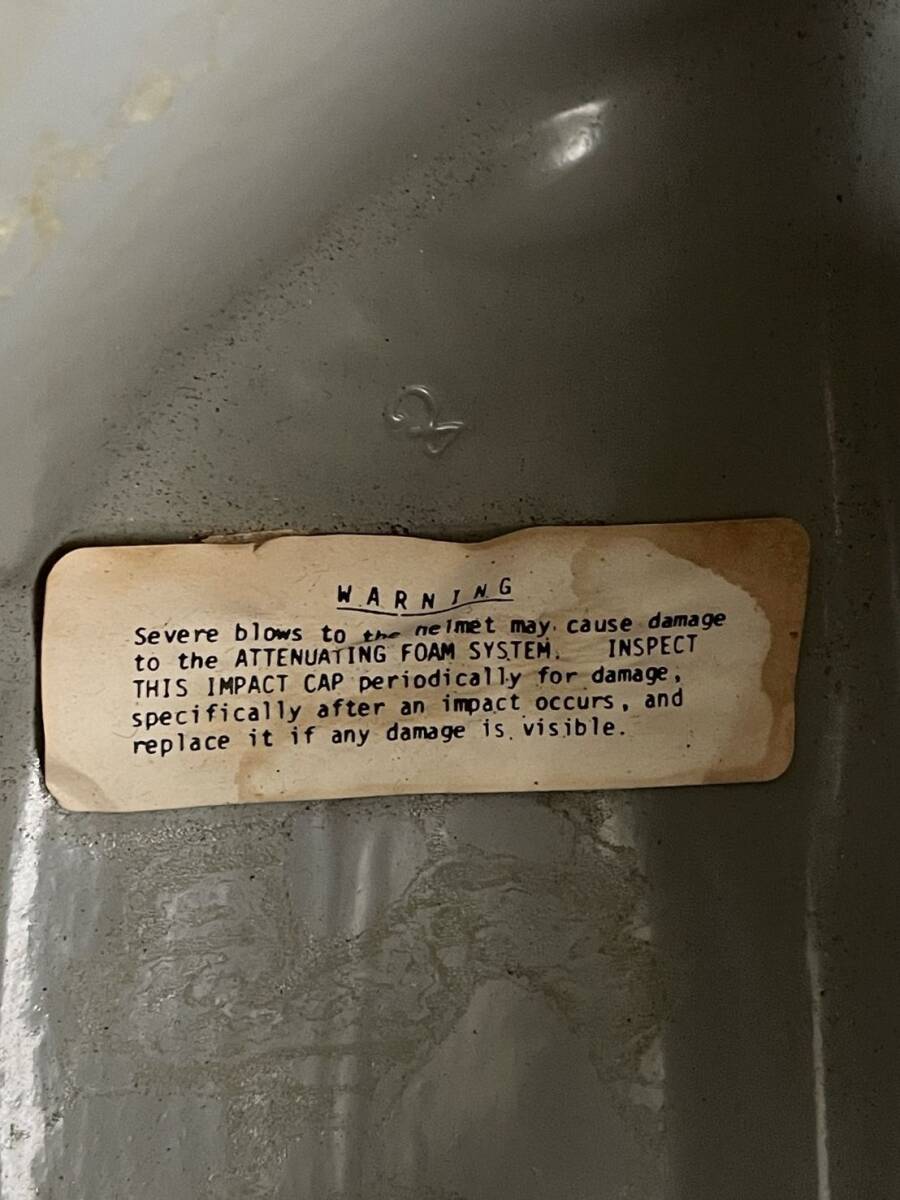 WARNING
Severe blows to the helmet may cause damage
to the ATTENUATING FOAM SYSTEM. INSPECT
THIS IMPACT CAP periodically for damage,
specifically after an impact occurs, and
replace it if any damage is visible.